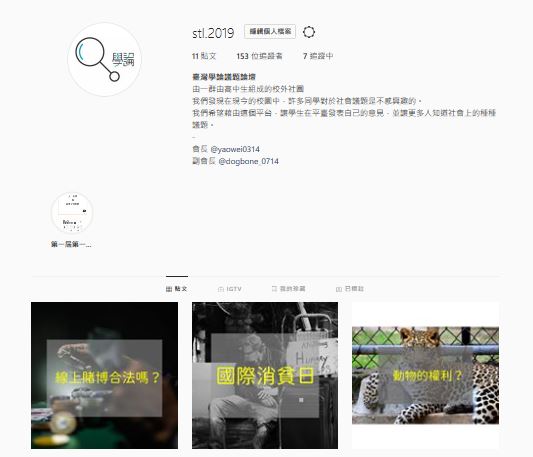 學論
stl.2019 編輯個人檔案
11 貼文 153 位追蹤者 7 追蹤中
臺灣學論議題論壇
由一群由高中生組成的校外社團
我們發現在現今的校園中，許多同學對於社會議題是不感興趣的。
我們希望藉由這個平台，讓學生在平臺發表自己的意見，並讓更多人知道社會上的種種
議題。
-
會長 @yaowei0314
副會長 @dogbone_0714
第一屆第一...
貼文 IGTV 我的珍藏 已標註
線上賭博合法嗎？
國際消貧日
動物的權利？